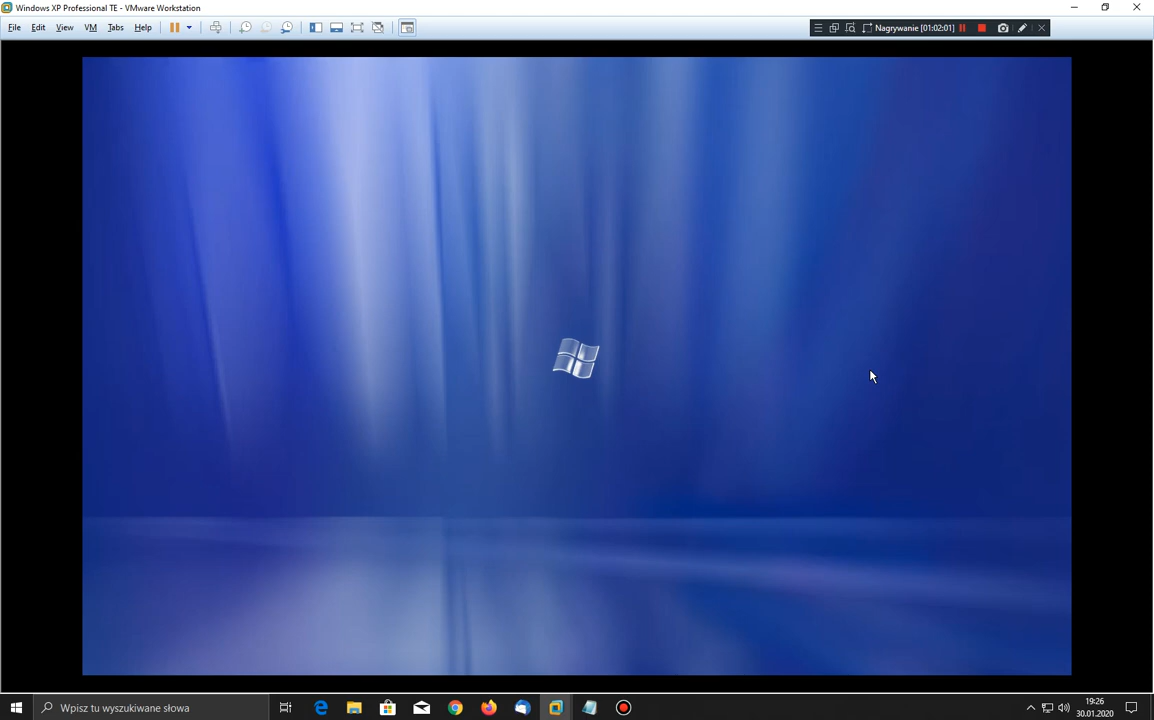 Windows XP Professional TE - VMware Workstation
File Edit View VM Tabs Help
Nagrywanie [01:02:01]
Wpisz tu wyszukiwane słowa
19:26
30.01.2020